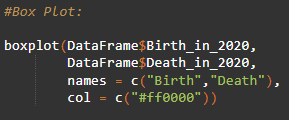 #Box Plot:
boxplot(DataFrame$Birth_in_2020,
DataFrame$Death_in_2020,
names = c("Birth","Death"),
col = c("#ff0000"))